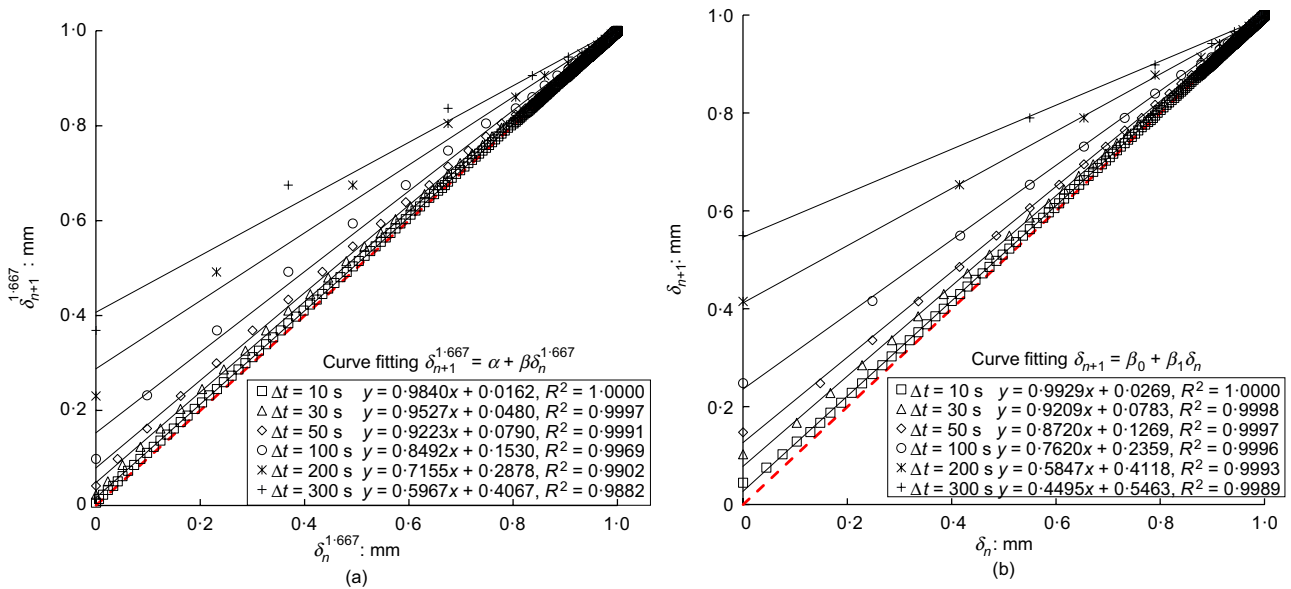 1·0
0·8
0·6
0·4
0·2
0
0
0·2
0·4
0·6
0·8
1·0
δₙ₊₁^1·667: mm
δₙ^1·667: mm
Curve fitting δₙ₊₁^1·667 = α + βδₙ^1·667
Δt = 10 s y = 0·9840x + 0·0162, R² = 1·0000
Δt = 30 s y = 0·9527x + 0·0480, R² = 0·9997
Δt = 50 s y = 0·9223x + 0·0790, R² = 0·9991
Δt = 100 s y = 0·8492x + 0·1530, R² = 0·9969
Δt = 200 s y = 0·7155x + 0·2878, R² = 0·9902
Δt = 300 s y = 0·5967x + 0·4067, R² = 0·9882
(a)
1·0
0·8
0·6
0·4
0·2
0
0
0·2
0·4
0·6
0·8
1·0
δₙ₊₁: mm
δₙ: mm
Curve fitting δₙ₊₁ = β₀ + β₁δₙ
Δt = 10 s y = 0·9929x + 0·0269, R² = 1·0000
Δt = 30 s y = 0·9209x + 0·0783, R² = 0·9998
Δt = 50 s y = 0·8720x + 0·1269, R² = 0·9997
Δt = 100 s y = 0·7620x + 0·2359, R² = 0·9996
Δt = 200 s y = 0·5847x + 0·4118, R² = 0·9993
Δt = 300 s y = 0·4495x + 0·5463, R² = 0·9989
(b)